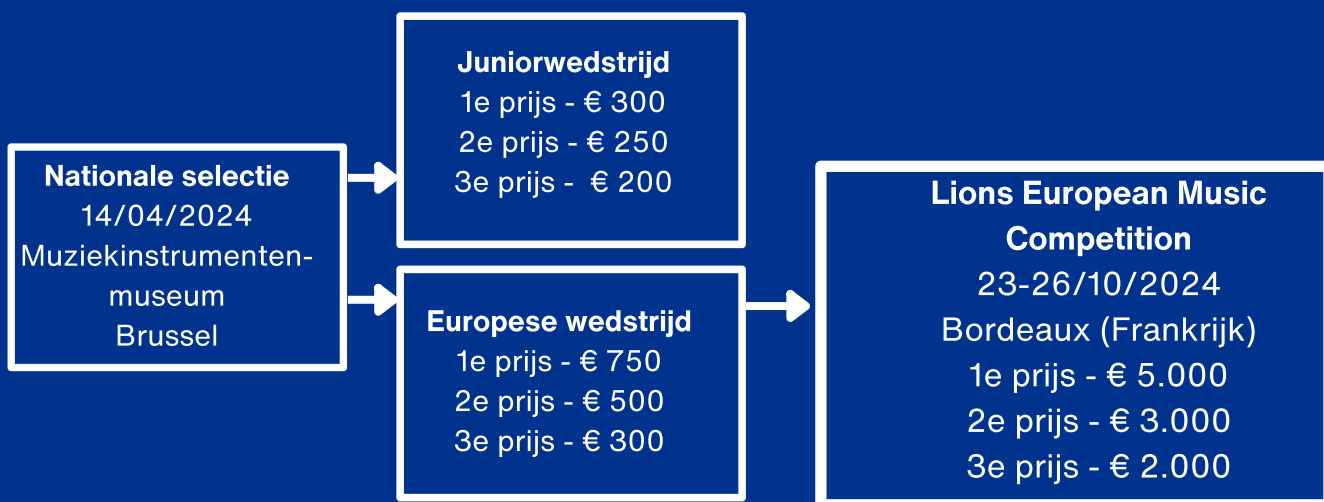 Nationale selectie
14/04/2024
Muziekinstrumenten-
museum
Brussel
Juniorwedstrijd
1e prijs - € 300
2e prijs - € 250
3e prijs - € 200
Europese wedstrijd
1e prijs - € 750
2e prijs - € 500
3e prijs - € 300
Lions European Music
Competition
23-26/10/2024
Bordeaux (Frankrijk)
1e prijs - € 5.000
2e prijs - € 3.000
3e prijs - € 2.000